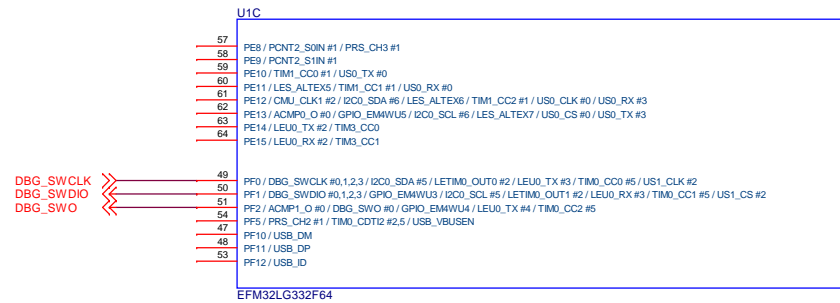 U1C
57 PE8 / PCNT2_S0IN #1 / PRS_CH3 #1
58 PE9 / PCNT2_S1IN #1
59 PE10 / TIM1_CC0 #1 / US0_TX #0
60 PE11 / LES_ALTEX5 / TIM1_CC1 #1 / US0_RX #0
61 PE12 / CMU_CLK1 #2 / I2C0_SDA #6 / LES_ALTEX6 / TIM1_CC2 #1 / US0_CLK #0 / US0_RX #3
62 PE13 / ACMP0_O #0 / GPIO_EM4WU5 / I2C0_SCL #6 / LES_ALTEX7 / US0_CS #0 / US0_TX #3
63 PE14 / LEU0_TX #2 / TIM3_CC0
64 PE15 / LEU0_RX #2 / TIM3_CC1
DBG_SWCLK 49 PF0 / DBG_SWCLK #0,1,2,3 / I2C0_SDA #5 / LETIM0_OUT0 #2 / LEU0_TX #3 / TIM0_CC0 #5 / US1_CLK #2
DBG_SWDIO 50 PF1 / DBG_SWDIO #0,1,2,3 / GPIO_EM4WU3 / I2C0_SCL #5 / LETIM0_OUT1 #2 / LEU0_RX #3 / TIM0_CC1 #5 / US1_CS #2
DBG_SWO 51 PF2 / ACMP1_O #0 / DBG_SWO #0 / GPIO_EM4WU4 / LEU0_TX #4 / TIM0_CC2 #5
54 PF5 / PRS_CH2 #1 / TIM0_CDTI2 #2,5 / USB_VBUSEN
47 PF10 / USB_DM
48 PF11 / USB_DP
53 PF12 / USB_ID
EFM32LG332F64